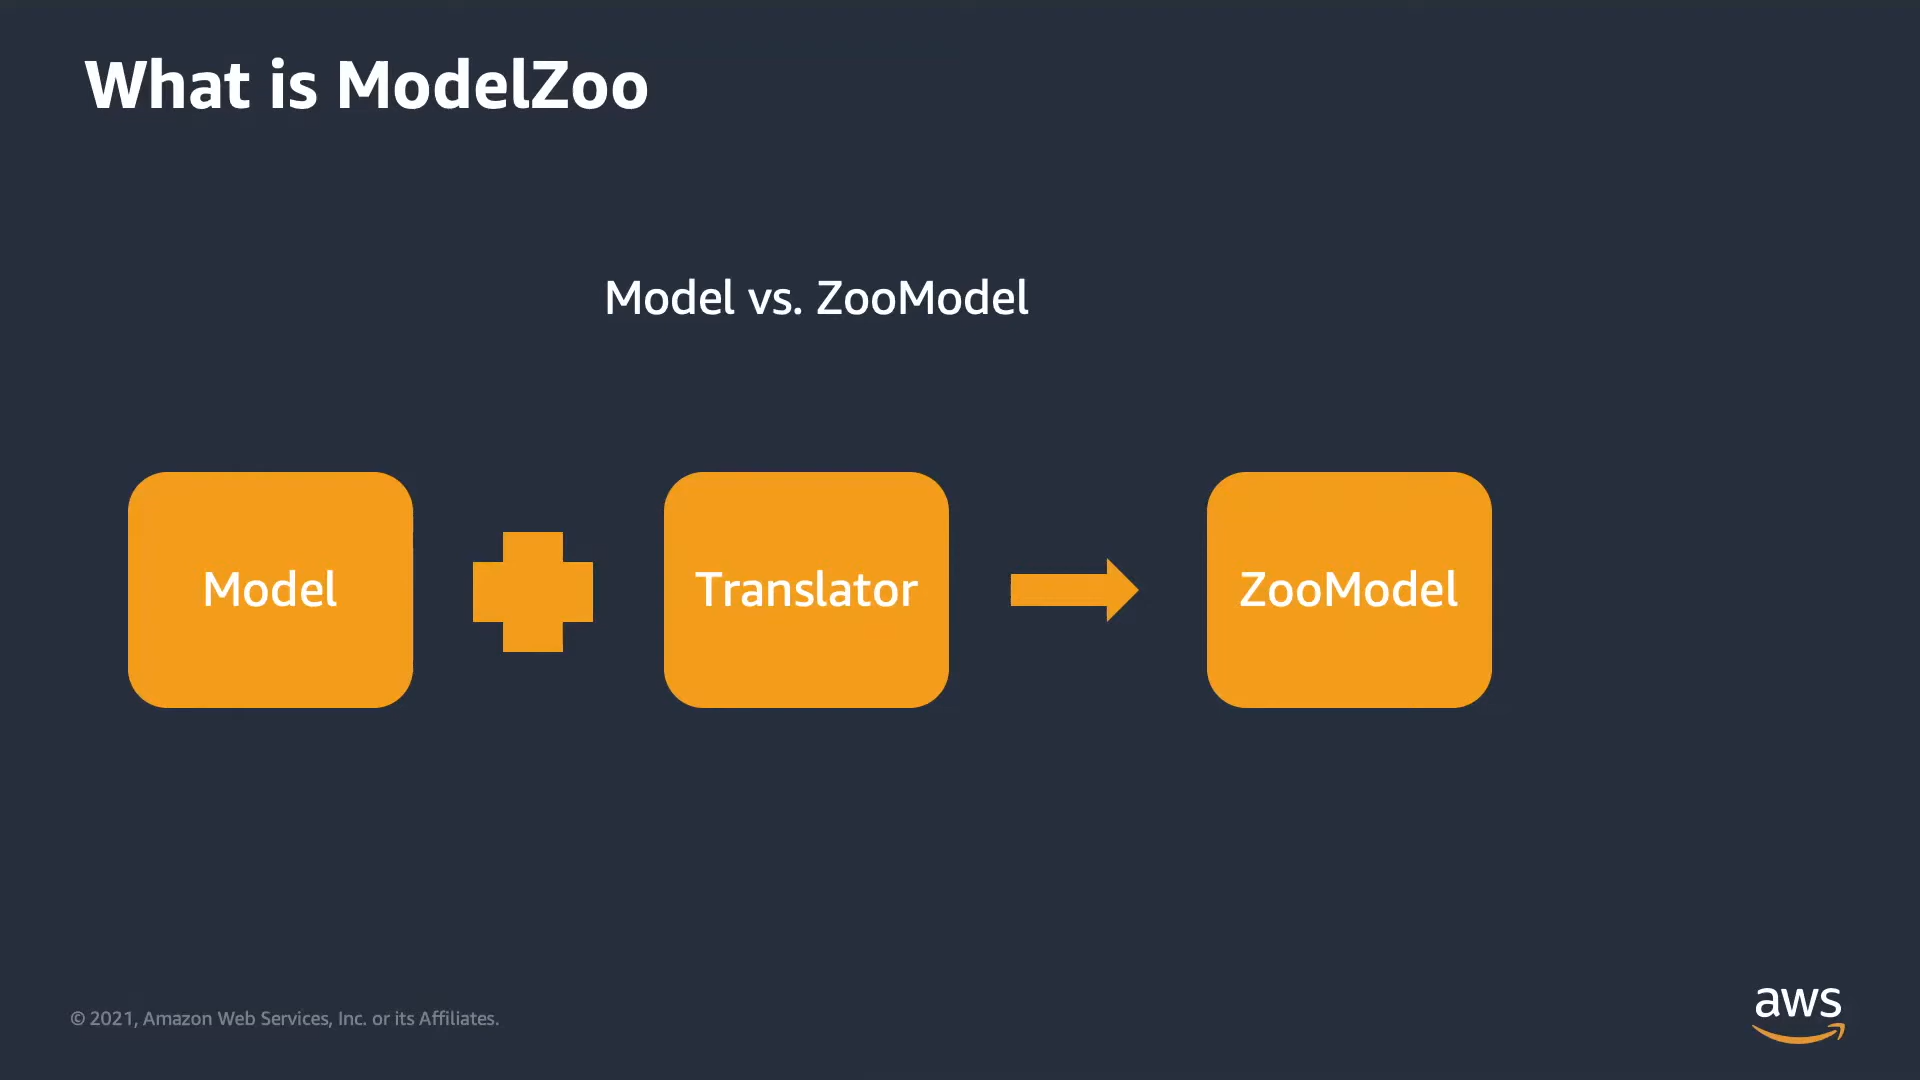 What is ModelZoo
Model vs. ZooModel
Model
Translator
ZooModel
© 2021, Amazon Web Services, Inc. or its Affiliates.
aws